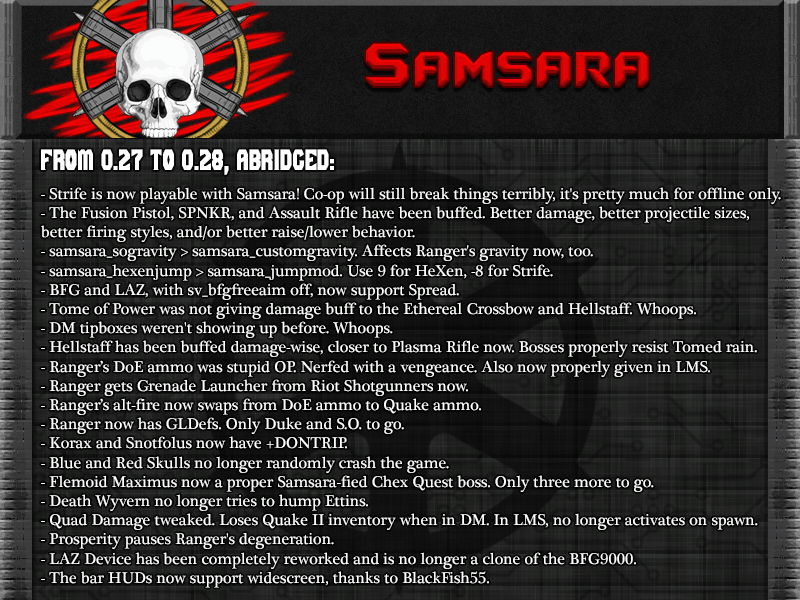 SAMSARA
FROM 0.27 TO 0.28, ABRIDGED:
- Strife is now playable with Samsara! Co-op will still break things terribly, it's pretty much for offline only.
- The Fusion Pistol, SPNKR, and Assault Rifle have been buffed. Better damage, better projectile sizes,
better firing styles, and/or better raise/lower behavior.
- samsara_sogravity > samsara_customgravity. Affects Ranger's gravity now, too.
- samsara_hexenjump > samsara_jumpmod. Use 9 for HeXen, -8 for Strife.
- BFG and LAZ, with sv_bfgfreeaim off, now support Spread.
- Tome of Power was not giving damage buff to the Ethereal Crossbow and Hellstaff. Whoops.
- DM tipboxes weren't showing up before. Whoops.
- Hellstaff has been buffed damage-wise, closer to Plasma Rifle now. Bosses properly resist Tomed rain.
- Ranger's DoE ammo was stupid OP. Nerfed with a vengeance. Also now properly given in LMS.
- Ranger gets Grenade Launcher from Riot Shotgunners now.
- Ranger's alt-fire now swaps from DoE ammo to Quake ammo.
- Ranger now has GLDefs. Only Duke and S.O. to go.
- Korax and Snotfolus now have +DONTRIP.
- Blue and Red Skulls no longer randomly crash the game.
- Flemoid Maximus now a proper Samsara-fied Chex Quest boss. Only three more to go.
- Death Wyvern no longer tries to hump Ettins.
- Quad Damage tweaked. Loses Quake II inventory when in DM. In LMS, no longer activates on spawn.
- Prosperity pauses Ranger's degeneration.
- LAZ Device has been completely reworked and is no longer a clone of the BFG9000.
- The bar HUDs now support widescreen, thanks to BlackFish55.